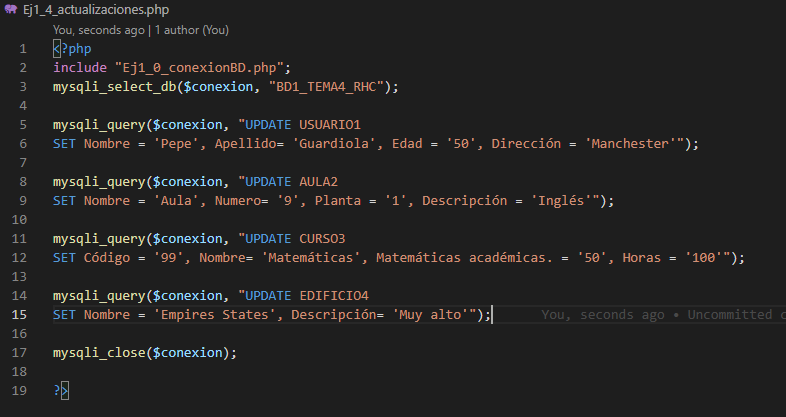 Ej1_4_actualizaciones.php
You, seconds ago | 1 author (You)
1 <?php
2 include "Ej1_0_conexionBD.php";
3 mysqli_select_db($conexion, "BD1_TEMA4_RHC");
4
5 mysqli_query($conexion, "UPDATE USUARIO1
6 SET Nombre = 'Pepe', Apellido= 'Guardiola', Edad = '50', Dirección = 'Manchester'");
7
8 mysqli_query($conexion, "UPDATE AULA2
9 SET Nombre = 'Aula', Numero= '9', Planta = '1', Descripción = 'Inglés'");
10
11 mysqli_query($conexion, "UPDATE CURSO3
12 SET Código = '99', Nombre= 'Matemáticas', Matemáticas académicas. = '50', Horas = '100'");
13
14 mysqli_query($conexion, "UPDATE EDIFICIO4
15 SET Nombre = 'Empires States', Descripción= 'Muy alto'"); You, seconds ago • Uncommitted c
16
17 mysqli_close($conexion);
18
19 ?>